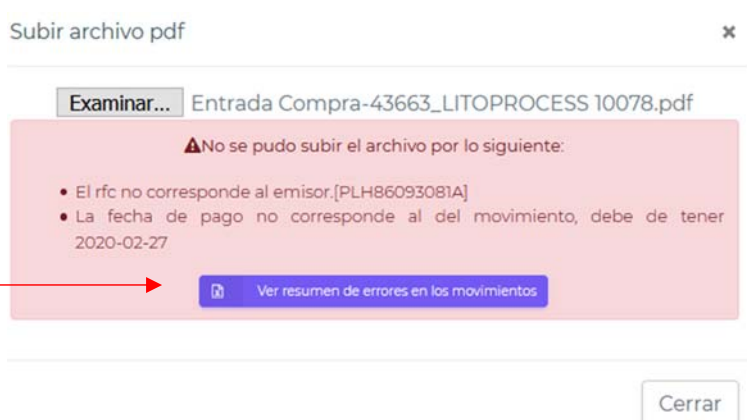 Subir archivo pdf ×
Examinar... Entrada Compra-43663_LITOPROCESS 10078.pdf
No se pudo subir el archivo por lo siguiente:
• El rfc no corresponde al emisor.[PLH86093081A]
• La fecha de pago no corresponde al del movimiento, debe de tener
2020-02-27
Ver resumen de errores en los movimientos
Cerrar